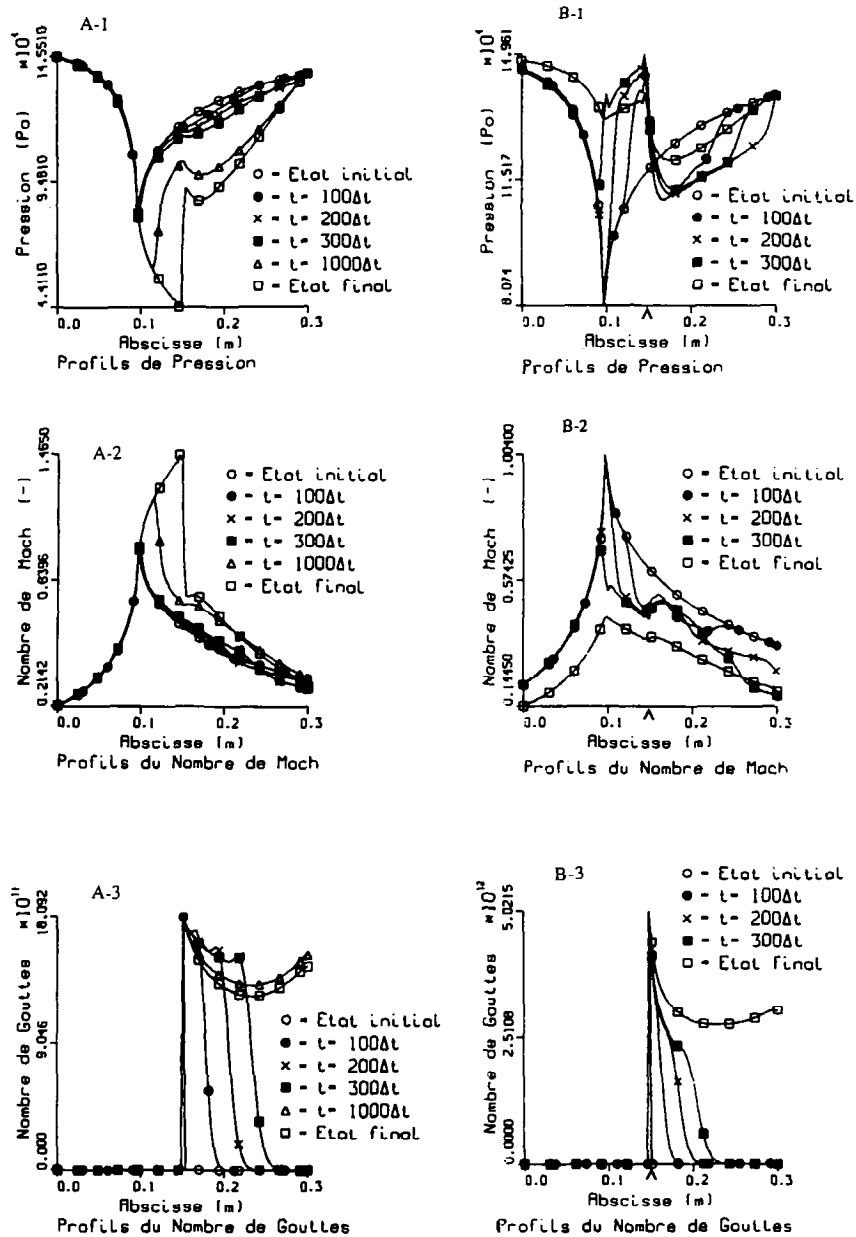 A-1
×10⁴
14.5510
9.4810
4.4110
Pression (Pa)
○ - Etat initial
● - t- 100Δt
× - t- 200Δt
■ - t- 300Δt
△ - t- 1000Δt
□ - Etat final
0.0 0.1 0.2 0.3
Abscisse (m)
Profils de Pression
B-1
×10⁴
14.961
11.517
8.074
Pression (Pa)
○ - Etat initial
● - t- 100Δt
× - t- 200Δt
■ - t- 300Δt
□ - Etat final
0.0 0.1 0.2 0.3
Abscisse (m)
Profils de Pression
A-2
1.4650
0.8396
0.2142
Nombre de Mach (-)
○ - Etat initial
● - t- 100Δt
× - t- 200Δt
■ - t- 300Δt
△ - t- 1000Δt
□ - Etat final
0.0 0.1 0.2 0.3
Abscisse (m)
Profils du Nombre de Mach
B-2
1.00400
0.57425
0.14450
Nombre de Mach (-)
○ - Etat initial
● - t- 100Δt
× - t- 200Δt
■ - t- 300Δt
□ - Etat final
0.0 0.1 0.2 0.3
Abscisse (m)
Profils du Nombre de Mach
A-3
×10¹¹
18.092
9.046
0.000
Nombre de Gouttes
○ - Etat initial
● - t- 100Δt
× - t- 200Δt
■ - t- 300Δt
△ - t- 1000Δt
□ - Etat final
0.0 0.1 0.2 0.3
Abscisse (m)
Profils du Nombre de Gouttes
B-3
×10¹²
5.0215
2.5108
0.0000
Nombre de Gouttes
○ - Etat initial
● - t- 100Δt
× - t- 200Δt
■ - t- 300Δt
□ - Etat final
0.0 0.1 0.2 0.3
Abscisse (m)
Profils du Nombre de Gouttes